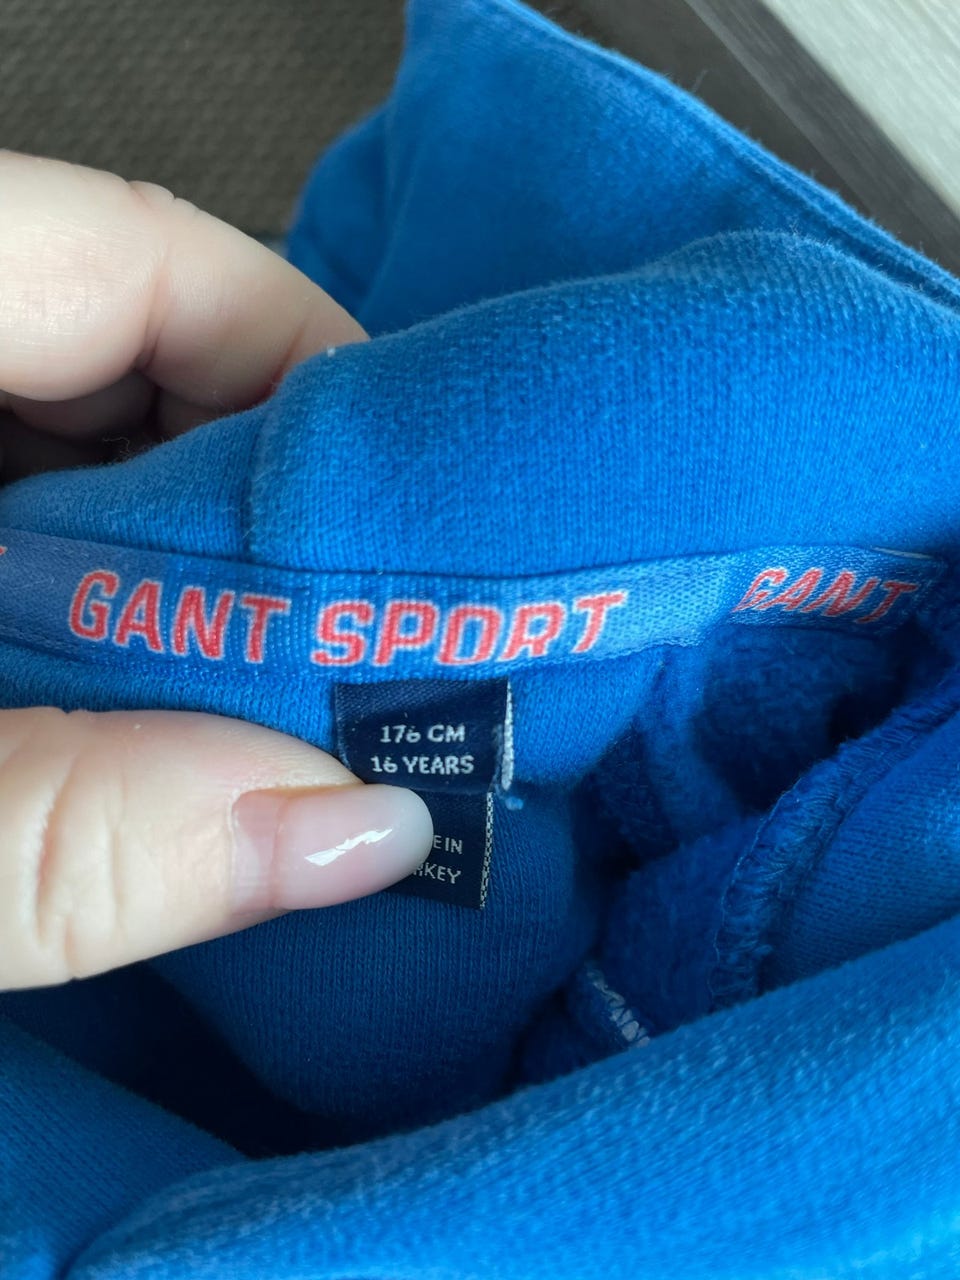 GANT SPORT GANT
176 CM
16 YEARS